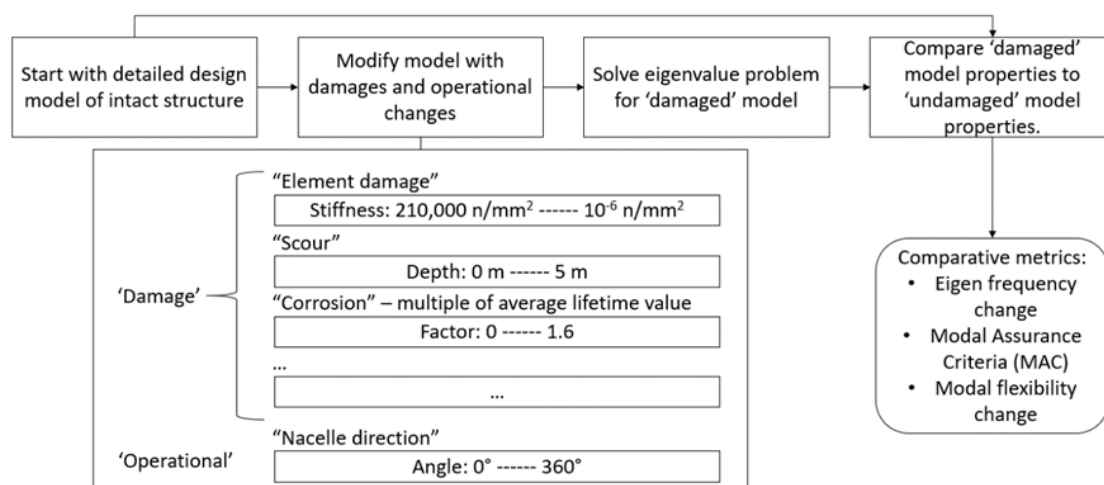 Start with detailed design
model of intact structure
Modify model with
damages and operational
changes
Solve eigenvalue problem
for ‘damaged’ model
Compare ‘damaged’
model properties to
‘undamaged’ model
properties.
‘Damage’
“Element damage”
Stiffness: 210,000 n/mm² ------ 10⁻⁶ n/mm²
“Scour”
Depth: 0 m ------ 5 m
“Corrosion” – multiple of average lifetime value
Factor: 0 ------ 1.6
...
...
‘Operational’
“Nacelle direction”
Angle: 0° ------ 360°
Comparative metrics:
• Eigen frequency
change
• Modal Assurance
Criteria (MAC)
• Modal flexibility
change